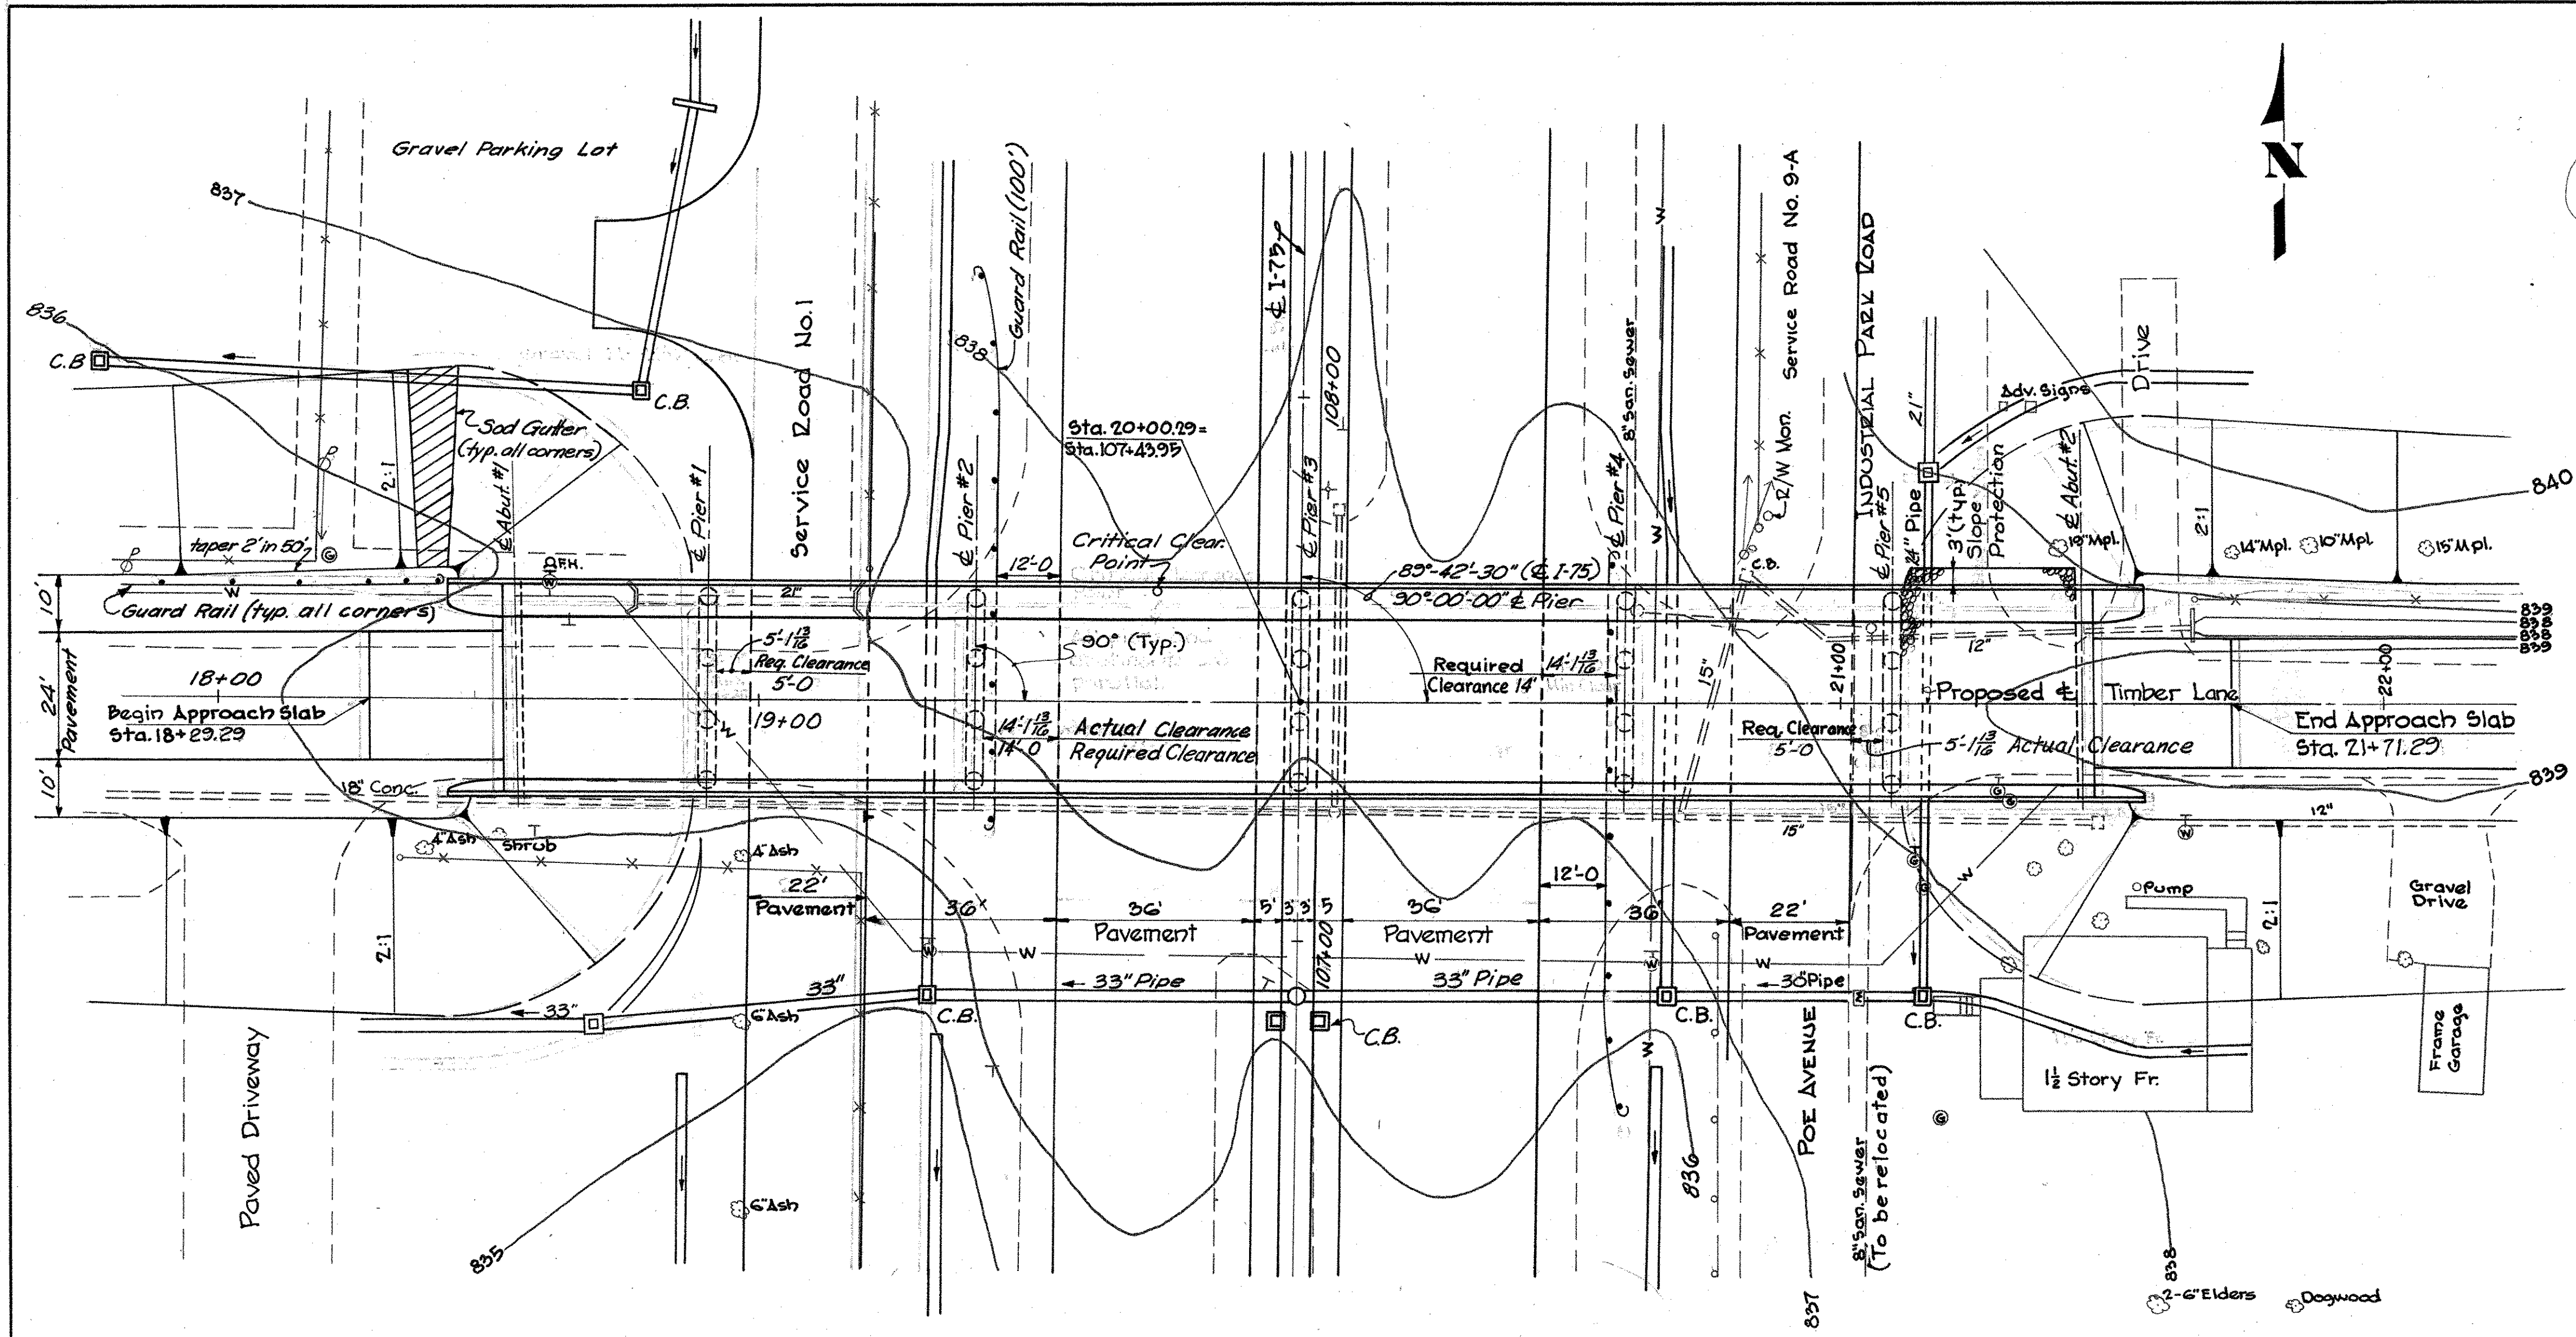 N
Gravel Parking Lot
837
836
C.B
C.B.
Sod Gutter
(typ. all corners)
2:1
℄ Abut. #1
℄ Pier #1
Service Road No. 1
℄ Pier #2
838
Guard Rail (100')
12'-0
℄ I-75
108+00
Sta. 20+00.29=
Sta. 107+43.95
℄ Pier #3
Critical Clear.
Point
89°-42'-30" (℄ I-75)
90°-00'-00" ℄ Pier
8" San. Sewer
℄ Pier #4
W
W
R/W Mon.
Service Road No. 9-A
C.B.
INDUSTRIAL PARK ROAD
℄ Pier #5
21"
24" Pipe
3' (typ.)
Slope
Protection
℄ Abut. #2
Adv. Signs
Drive
2:1
2:1
840
18" Mpl.
14" Mpl.
10" Mpl.
15" Mpl.
839
838
838
839
taper 2' in 50'
G
F.H.
W
10'
Guard Rail (typ. all corners)
W
21"
24'
Pavement
10'
18+00
Begin Approach Slab
Sta. 18+29.29
18" Conc.
5'-1 13/16
Req. Clearance
5'-0
19+00
W
90° (Typ.)
14'-1 13/16 Actual Clearance
14'-0 Required Clearance
Required 14'-1 13/16
Clearance 14'
15"
21+00
12"
Proposed ℄ Timber Lane
22+00
Req. Clearance
5'-0
5'-1 13/16 Actual Clearance
End Approach Slab
Sta. 21+71.29
839
15"
12"
4" Ash
Shrub
4" Ash
2:1
22'
Pavement
36'
36'
Pavement
5' 3' 3' 5
107+00
36'
Pavement
12'-0
36
22'
Pavement
W
W
W
W
W
33"
33"
33" Pipe
33" Pipe
30" Pipe
M
C.B.
C.B.
C.B.
C.B.
6" Ash
6" Ash
Paved Driveway
835
836
837
POE AVENUE
8" San. Sewer
(To be relocated)
Pump
2:1
Gravel
Drive
Frame
Garage
1½ Story Fr.
G
838
2-6" Elders
Dogwood